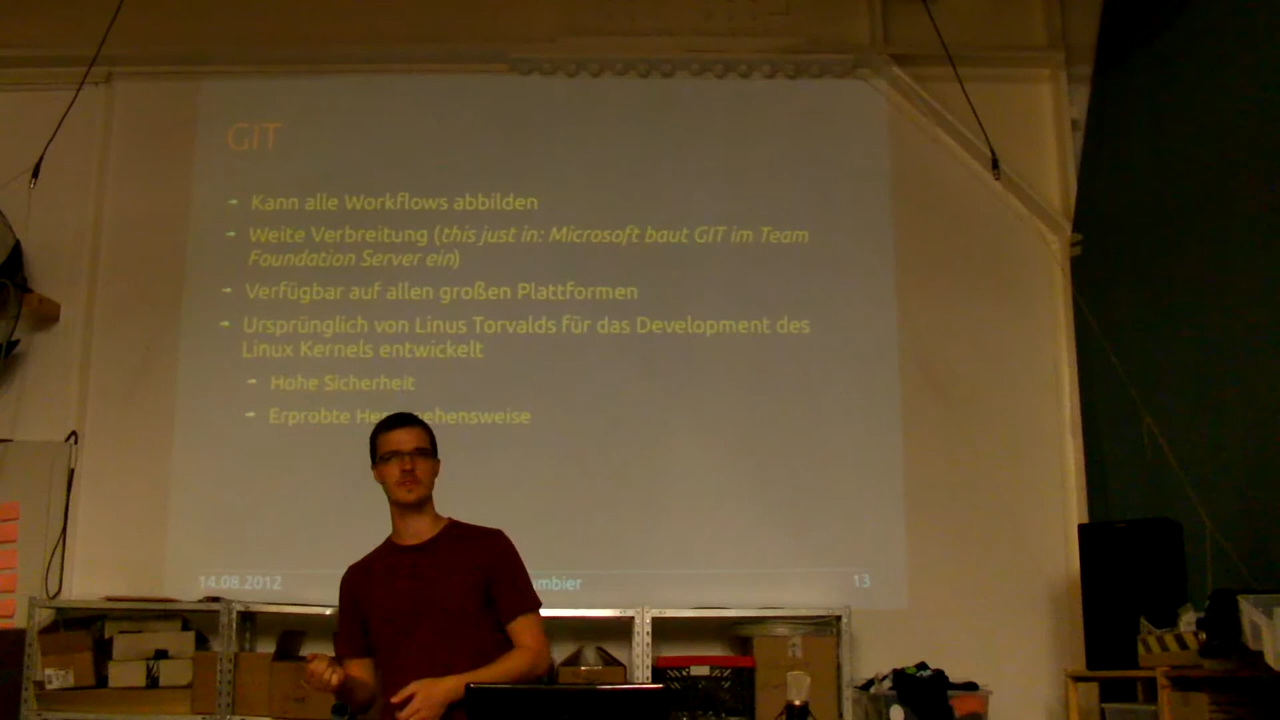 GIT
Kann alle Workflows abbilden
Weite Verbreitung (this just in: Microsoft baut GIT im Team
Foundation Server ein)
Verfügbar auf allen großen Plattformen
Ursprünglich von Linus Torvalds für das Development des
Linux Kernels entwickelt
Hohe Sicherheit
Erprobte
14.08.2012
13